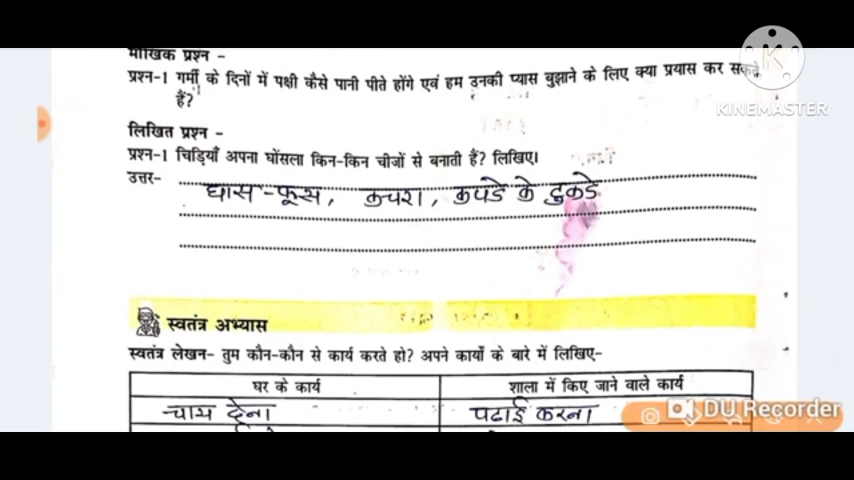 मौखिक प्रश्न –
प्रश्न-1 गर्मी के दिनों में पक्षी कैसे पानी पीते होंगे एवं हम उनकी प्यास बुझाने के लिए क्या प्रयास कर सकते
हैं?
KINEMASTER
लिखित प्रश्न –
प्रश्न-1 चिड़ियाँ अपना घोंसला किन-किन चीजों से बनाती हैं? लिखिए।
उत्तर-
घास-फूस, कचरा, कपडे के टुकडे
स्वतंत्र अभ्यास
स्वतंत्र लेखन- तुम कौन-कौन से कार्य करते हो? अपने कार्यों के बारे में लिखिए-
घर के कार्य
शाला में किए जाने वाले कार्य
चाय देना
पढाई करना
DU Recorder